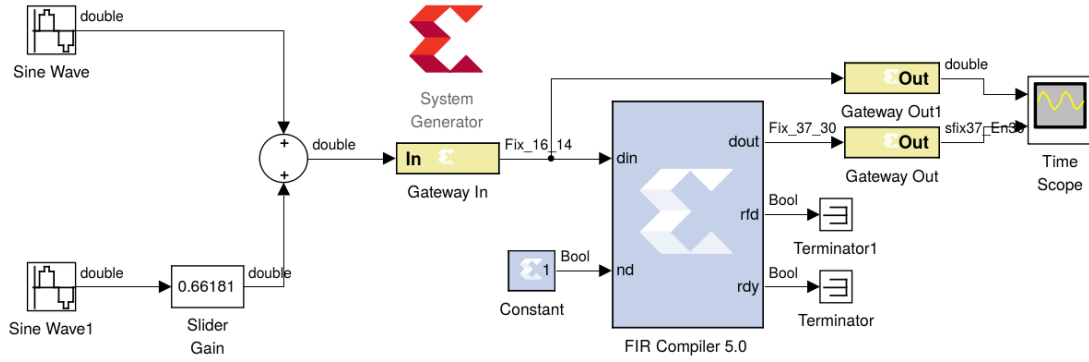 double
Sine Wave
System
Generator
double
In
Gateway In
Fix_16_14
Out
double
Gateway Out1
din
dout
Fix_37_30
Out
sfix37_En30
Gateway Out
Time
Scope
rfd
Bool
Terminator1
double
Sine Wave1
0.66181
double
Slider
Gain
1
Bool
Constant
nd
rdy
Bool
Terminator
FIR Compiler 5.0